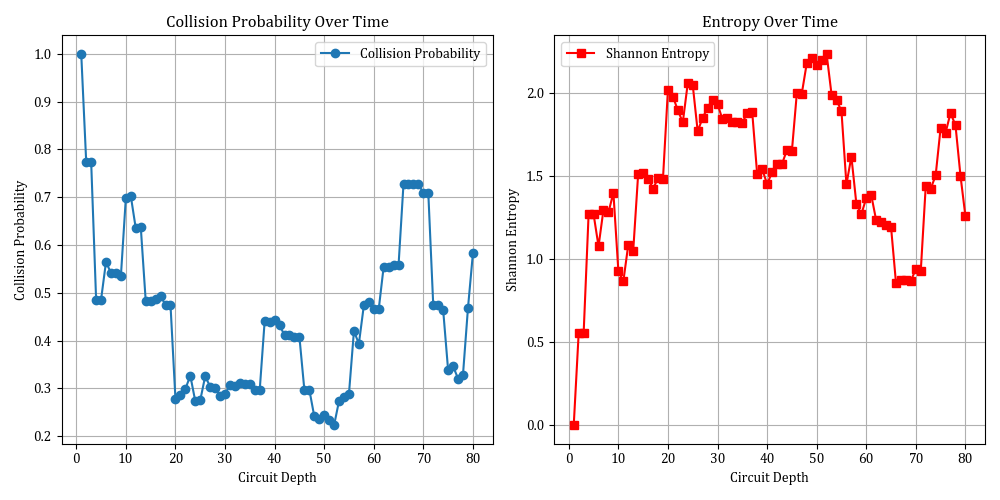 Collision Probability Over Time
Collision Probability
1.0
0.9
0.8
0.7
0.6
0.5
0.4
0.3
0.2
Collision Probability
0 10 20 30 40 50 60 70 80
Circuit Depth
Entropy Over Time
Shannon Entropy
2.0
1.5
1.0
0.5
0.0
Shannon Entropy
0 10 20 30 40 50 60 70 80
Circuit Depth